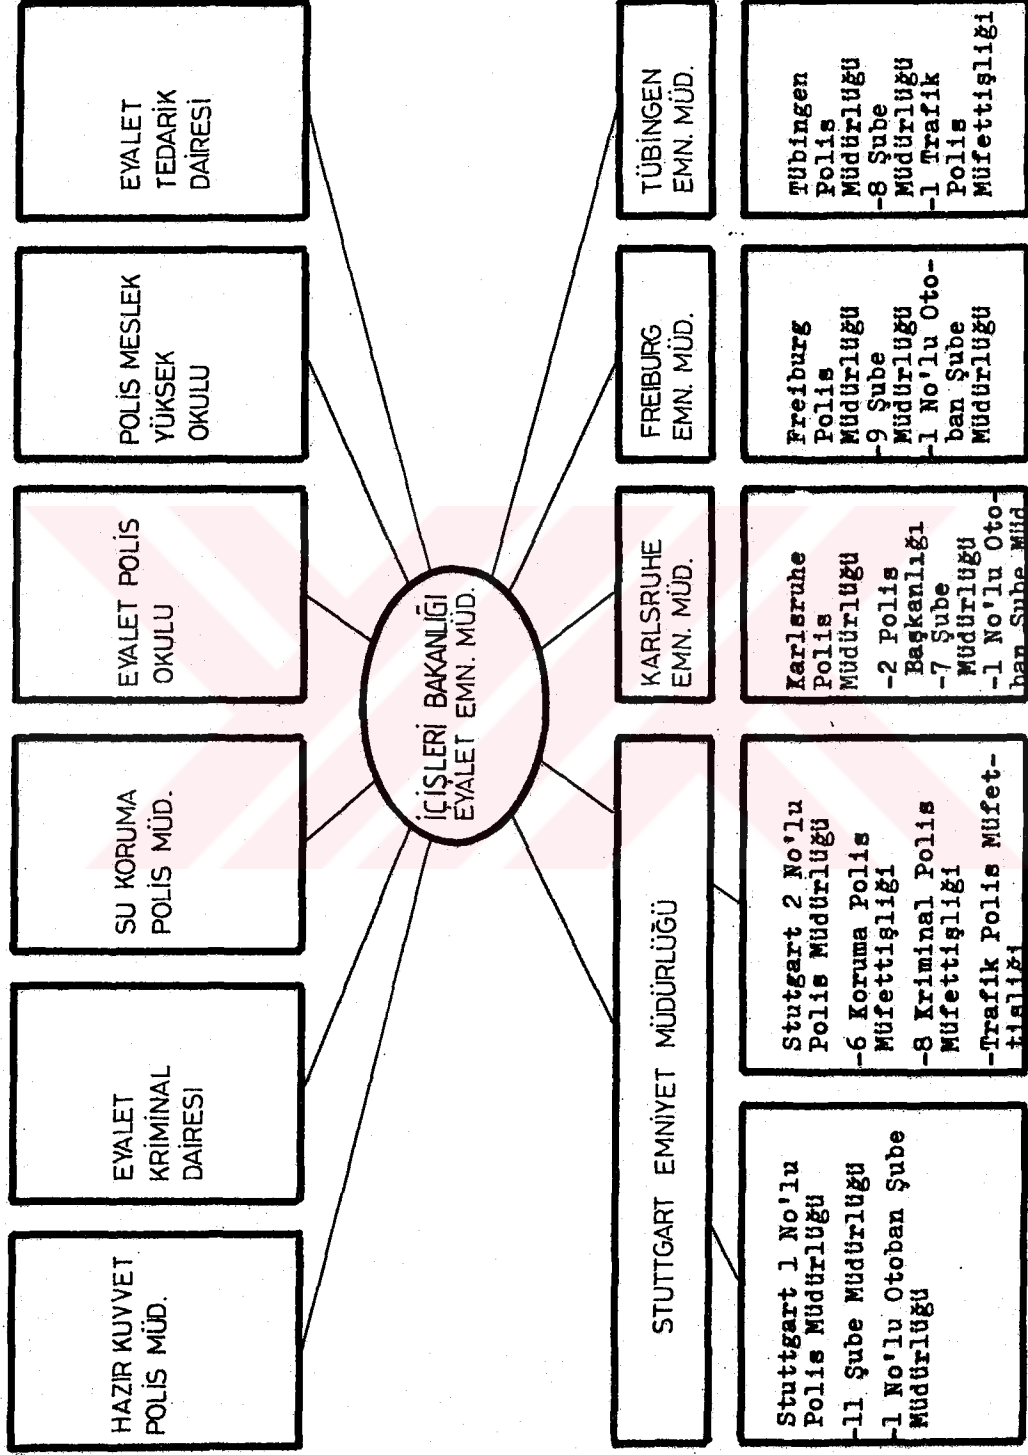 HAZIR KUVVET
POLİS MÜD.
EYALET
KRİMİNAL
DAİRESİ
SU KORUMA
POLİS MÜD.
EYALET POLİS
OKULU
POLİS MESLEK
YÜKSEK
OKULU
EYALET
TEDARİK
DAİRESİ
İÇİŞLERİ BAKANLIĞI
EYALET EMN. MÜD.
STUTTGART EMNİYET MÜDÜRLÜĞÜ
KARLSRUHE
EMN. MÜD.
FREIBURG
EMN. MÜD.
TÜBİNGEN
EMN. MÜD.
Stuttgart 1 No'lu
Polis Müdürlüğü
-11 Şube Müdürlüğü
-1 No'lu Otoban Şube
Müdürlüğü
Stutgart 2 No'lu
Polis Müdürlüğü
-6 Koruma Polis
Müfettişliği
-8 Kriminal Polis
Müfettişliği
-Trafik Polis Müfet-
tişliği
Karlsruhe
Polis
Müdürlüğü
-2 Polis
Başkanlığı
-7 Şube
Müdürlüğü
-1 No'lu Oto-
ban Şube Müd
Freiburg
Polis
Müdürlüğü
-9 Şube
Müdürlüğü
-1 No'lu Oto-
ban Şube
Müdürlüğü
Tübingen
Polis
Müdürlüğü
-8 Şube
Müdürlüğü
-1 Trafik
Polis
Müfettişliği